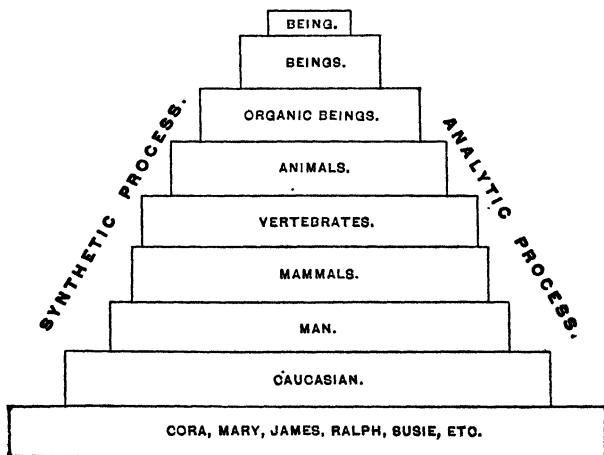 BEING.
BEINGS.
ORGANIC BEINGS.
ANIMALS.
VERTEBRATES.
MAMMALS.
MAN.
CAUCASIAN.
CORA, MARY, JAMES, RALPH, SUSIE, ETC.
SYNTHETIC PROCESS.
ANALYTIC PROCESS.